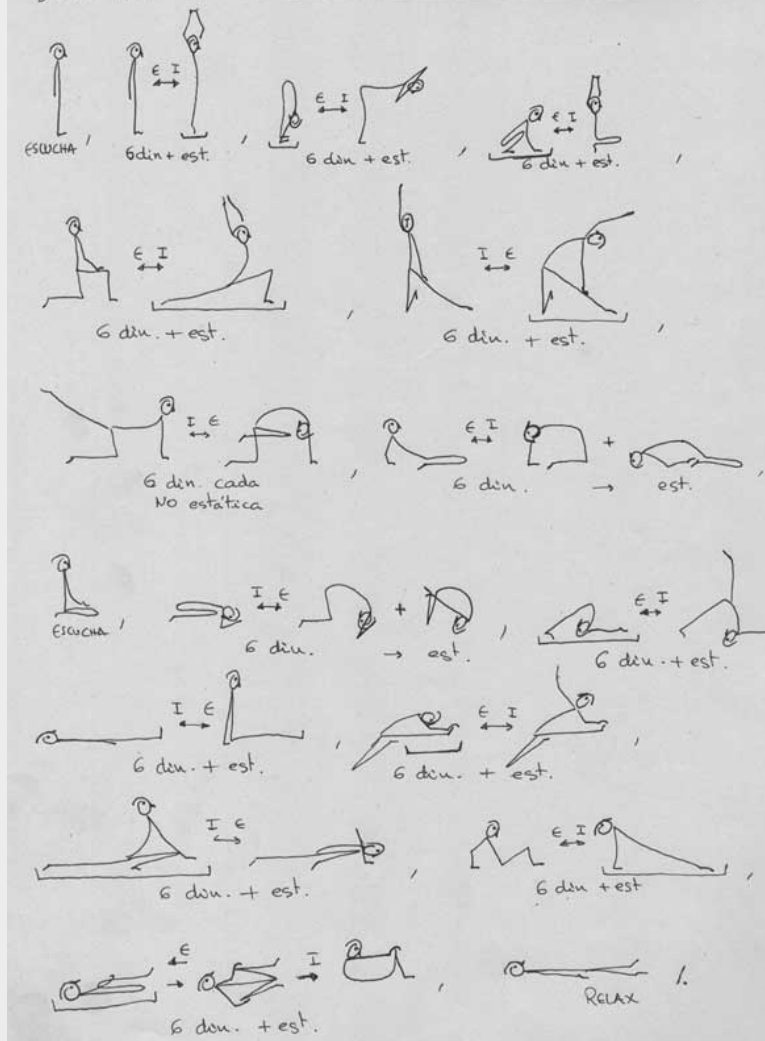 E I
E I
E I
ESCUCHA, 6 din + est. , 6 din + est. , 6 din + est. ,
E I
I E
6 din. + est. , 6 din. + est. ,
I E
E I +
6 din. cada , 6 din. → est. ,
NO estática
ESCUCHA ,
I E +
6 din. → est. ,
E I
6 din. + est.
I E
6 din. + est. ,
E I
6 din. + est. ,
I E
6 din. + est. ,
E I
6 din + est ,
E
I
6 din. + est. ,
RELAX /.